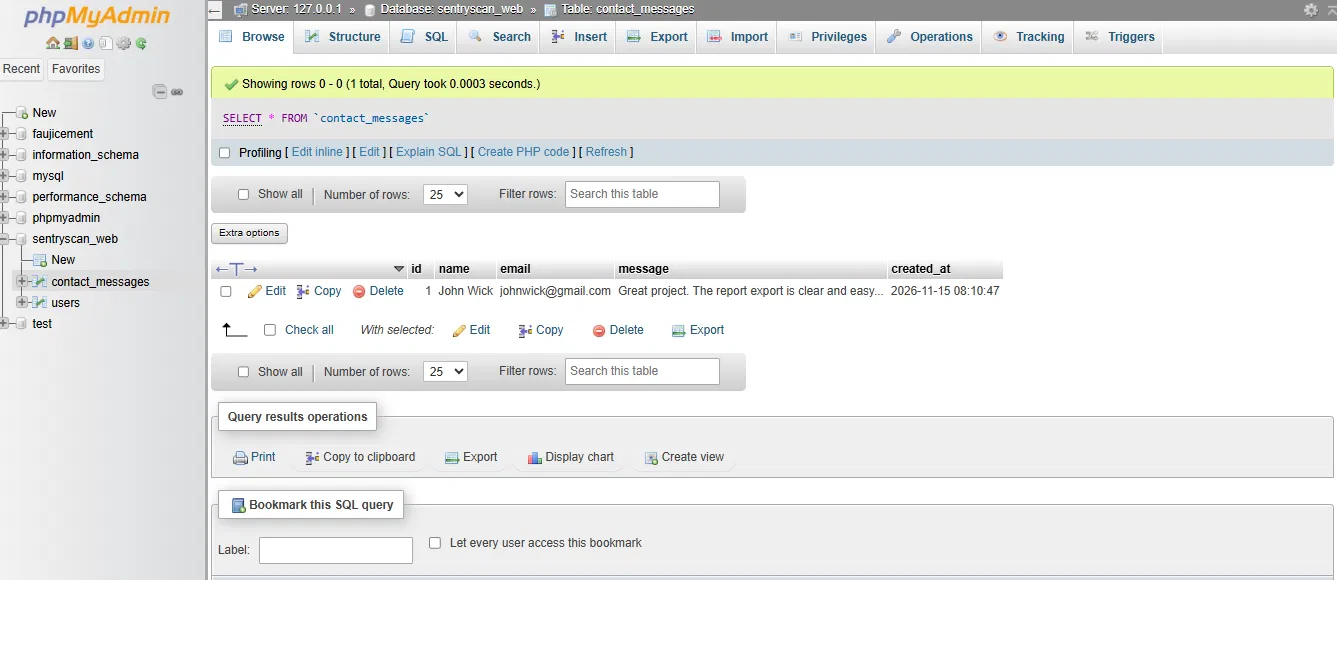 phpMyAdmin
Recent Favorites
New
faujicement
information_schema
mysql
performance_schema
phpmyadmin
sentryscan_web
New
contact_messages
users
test
Server: 127.0.0.1 » Database: sentryscan_web » Table: contact_messages
Browse Structure SQL Search Insert Export Import Privileges Operations Tracking Triggers
Showing rows 0 - 0 (1 total, Query took 0.0003 seconds.)
SELECT * FROM `contact_messages`
Profiling [ Edit inline ] [ Edit ] [ Explain SQL ] [ Create PHP code ] [ Refresh ]
Show all Number of rows: 25 Filter rows: Search this table
Extra options
←T→ id name email message created_at
Edit Copy Delete 1 John Wick johnwick@gmail.com Great project. The report export is clear and easy... 2026-11-15 08:10:47
Check all With selected: Edit Copy Delete Export
Show all Number of rows: 25 Filter rows: Search this table
Query results operations
Print Copy to clipboard Export Display chart Create view
Bookmark this SQL query
Label: Let every user access this bookmark